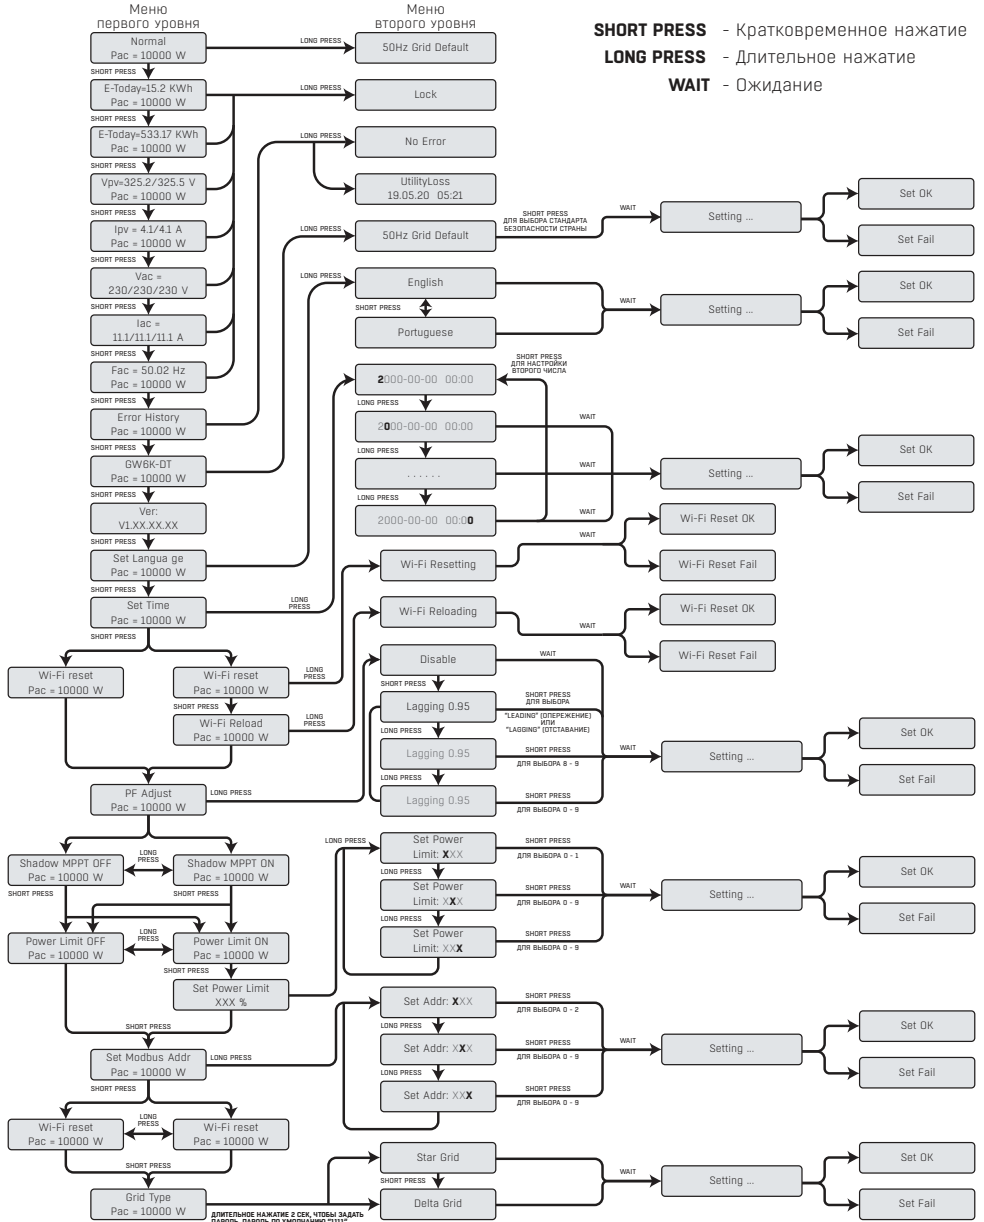 Меню
первого уровня
Меню
второго уровня
SHORT PRESS - Кратковременное нажатие
LONG PRESS - Длительное нажатие
WAIT - Ожидание
Normal
Pac = 10000 W
LONG PRESS
50Hz Grid Default
SHORT PRESS
E-Today=15.2 KWh
Pac = 10000 W
LONG PRESS
Lock
SHORT PRESS
E-Today=533.17 KWh
Pac = 10000 W
LONG PRESS
No Error
SHORT PRESS
Vpv=325.2/325.5 V
Pac = 10000 W
UtilityLoss
19.05.20 05:21
SHORT PRESS
Ipv = 4.1/4.1 A
Pac = 10000 W
LONG PRESS
50Hz Grid Default
SHORT PRESS
ДЛЯ ВЫБОРА СТАНДАРТА
БЕЗОПАСНОСТИ СТРАНЫ
WAIT
Setting ...
Set OK
Set Fail
SHORT PRESS
Vac =
230/230/230 V
LONG PRESS
English
SHORT PRESS
Portuguese
WAIT
Setting ...
Set OK
Set Fail
SHORT PRESS
Iac =
11.1/11.1/11.1 A
SHORT PRESS
Fac = 50.02 Hz
Pac = 10000 W
2000-00-00 00:00
SHORT PRESS
ДЛЯ НАСТРОЙКИ
ВТОРОГО ЧИСЛА
LONG PRESS
SHORT PRESS
Error History
Pac = 10000 W
2000-00-00 00:00
WAIT
LONG PRESS
SHORT PRESS
GW6K-DT
Pac = 10000 W
. . . . . .
WAIT
Setting ...
Set OK
Set Fail
LONG PRESS
SHORT PRESS
Ver:
V1.XX.XX.XX
2000-00-00 00:00
WAIT
SHORT PRESS
Set Langua ge
Pac = 10000 W
Wi-Fi Resetting
WAIT
Wi-Fi Reset OK
Wi-Fi Reset Fail
SHORT PRESS
Set Time
Pac = 10000 W
LONG
PRESS
Wi-Fi Reloading
WAIT
Wi-Fi Reset OK
Wi-Fi Reset Fail
SHORT PRESS
Wi-Fi reset
Pac = 10000 W
Wi-Fi reset
Pac = 10000 W
LONG
PRESS
SHORT PRESS
Wi-Fi Reload
Pac = 10000 W
LONG
PRESS
Disable
WAIT
SHORT PRESS
Lagging 0.95
SHORT PRESS
ДЛЯ ВЫБОРА
"LEADING" (ОПЕРЕЖЕНИЕ)
ИЛИ
"LAGGING" (ОТСТАВАНИЕ)
LONG PRESS
Lagging 0.95
SHORT PRESS
ДЛЯ ВЫБОРА 8 - 9
WAIT
Setting ...
Set OK
Set Fail
LONG PRESS
Lagging 0.95
SHORT PRESS
ДЛЯ ВЫБОРА 0 - 9
PF Adjust
Pac = 10000 W
LONG PRESS
Shadow MPPT OFF
Pac = 10000 W
LONG
PRESS
Shadow MPPT ON
Pac = 10000 W
SHORT PRESS
SHORT PRESS
LONG PRESS
Set Power
Limit: XXX
SHORT PRESS
ДЛЯ ВЫБОРА 0 - 1
LONG PRESS
Set Power
Limit: XXX
SHORT PRESS
ДЛЯ ВЫБОРА 0 - 9
WAIT
Setting ...
Set OK
Set Fail
LONG PRESS
Set Power
Limit: XXX
SHORT PRESS
ДЛЯ ВЫБОРА 0 - 9
Power Limit OFF
Pac = 10000 W
LONG
PRESS
Power Limit ON
Pac = 10000 W
SHORT PRESS
Set Power Limit
XXX %
SHORT PRESS
Set Modbus Addr
Pac = 10000 W
LONG PRESS
Set Addr: XXX
SHORT PRESS
ДЛЯ ВЫБОРА 0 - 2
LONG PRESS
Set Addr: XXX
SHORT PRESS
ДЛЯ ВЫБОРА 0 - 9
WAIT
Setting ...
Set OK
Set Fail
LONG PRESS
Set Addr: XXX
SHORT PRESS
ДЛЯ ВЫБОРА 0 - 9
SHORT PRESS
Wi-Fi reset
Pac = 10000 W
LONG
PRESS
Wi-Fi reset
Pac = 10000 W
SHORT PRESS
Grid Type
Pac = 10000 W
ДЛИТЕЛЬНОЕ НАЖАТИЕ 2 СЕК, ЧТОБЫ ЗАДАТЬ
ПАРОЛЬ. ПАРОЛЬ ПО УМОЛЧАНИЮ "1111"
Star Grid
SHORT PRESS
Delta Grid
WAIT
Setting ...
Set OK
Set Fail